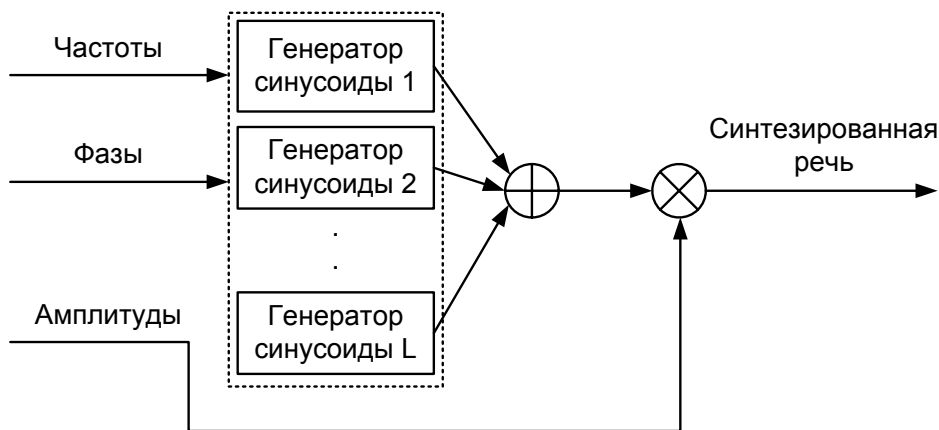 Частоты
Генератор
синусоиды 1
Фазы
Генератор
синусоиды 2
.
.
Амплитуды
Генератор
синусоиды L
Синтезированная
речь